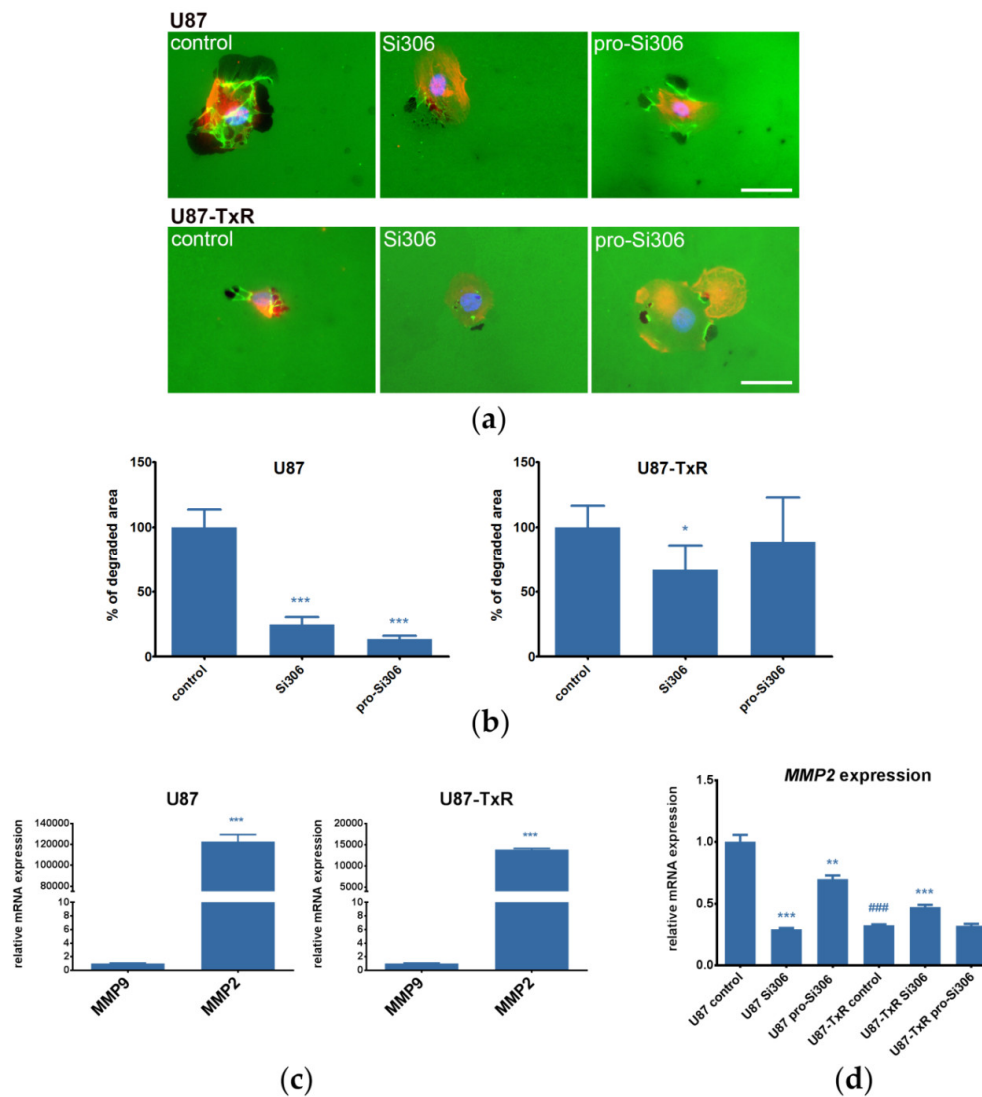 U87
control
Si306
pro-Si306
U87-TxR
control
Si306
pro-Si306
(a)
U87
% of degraded area
150
100
50
0
***
***
control
Si306
pro-Si306
U87-TxR
% of degraded area
150
100
50
0
*
control
Si306
pro-Si306
(b)
U87
relative mRNA expression
140000
120000
100000
80000
60000
10
8
6
4
2
0
***
MMP9
MMP2
U87-TxR
relative mRNA expression
20000
15000
10000
5000
10
8
6
4
2
0
***
MMP9
MMP2
(c)
MMP2 expression
relative mRNA expression
1.5
1.0
0.5
0.0
***
**
###
***
U87 control
U87 Si306
U87 pro-Si306
U87-TxR control
U87-TxR Si306
U87-TxR pro-Si306
(d)